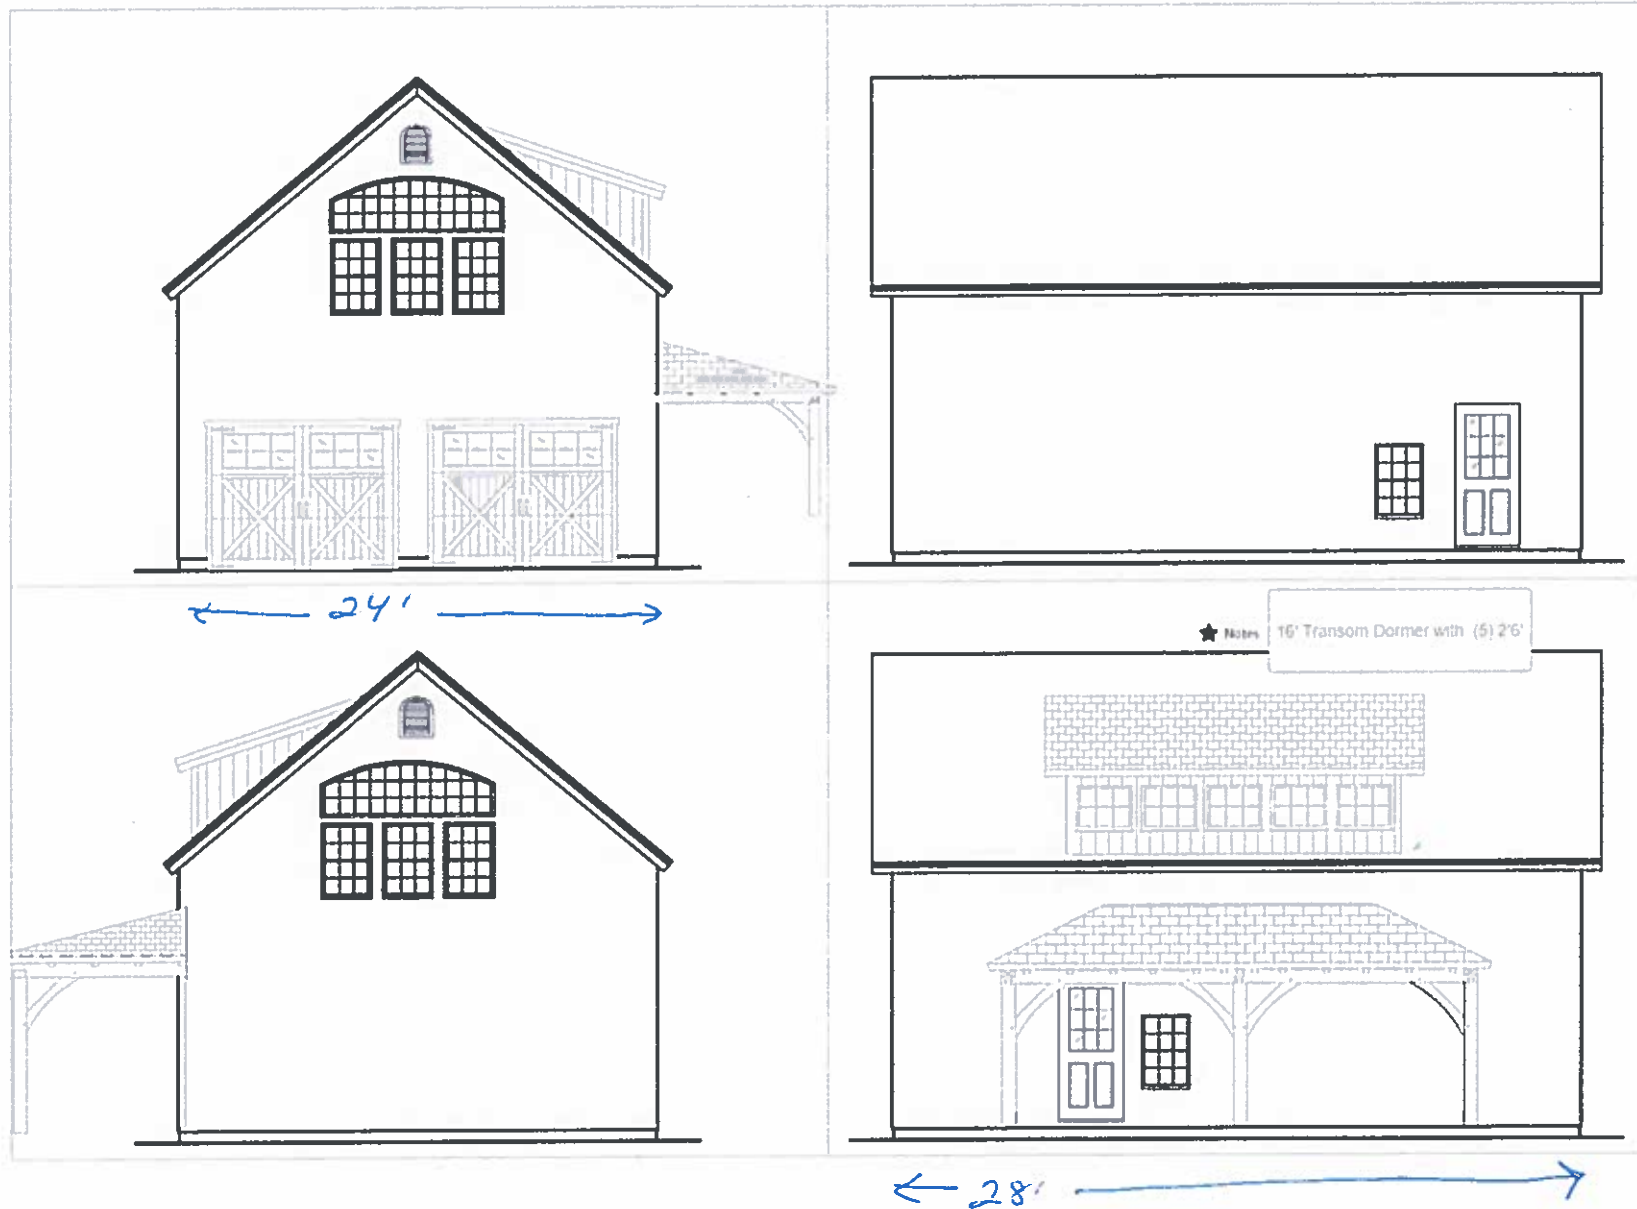 24'
★ Notes 16' Transom Dormer with (5) 2'6'
28'